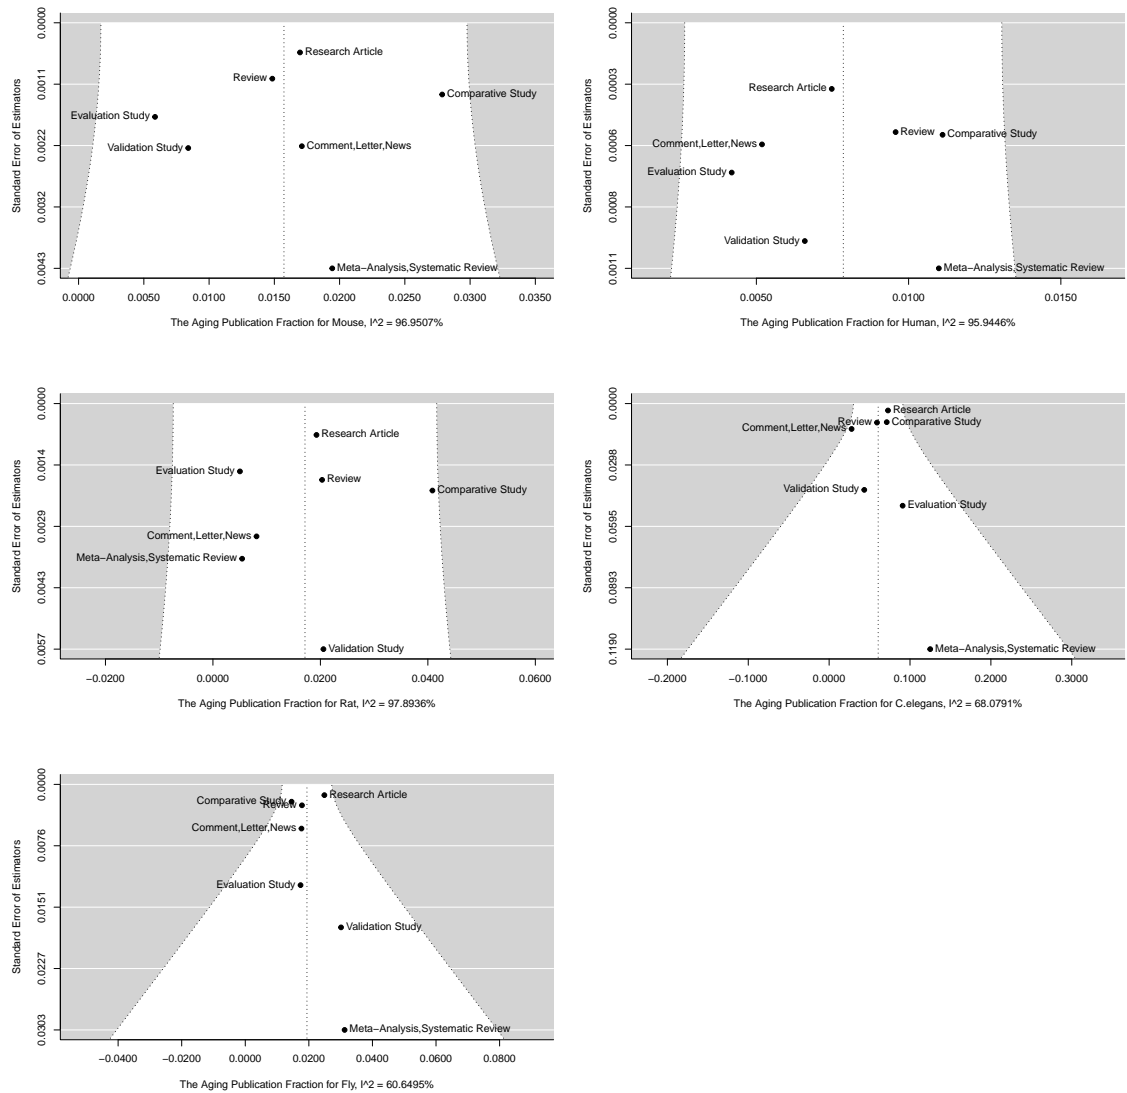 0.0000
0.0011
0.0022
0.0032
0.0043
Standard Error of Estimators
Research Article
Review
Comparative Study
Evaluation Study
Validation Study
Comment,Letter,News
Meta−Analysis,Systematic Review
0.0000 0.0050 0.0100 0.0150 0.0200 0.0250 0.0300 0.0350
The Aging Publication Fraction for Mouse, I^2 = 96.9507%
0.0000
0.0003
0.0006
0.0008
0.0011
Standard Error of Estimators
Research Article
Review
Comparative Study
Comment,Letter,News
Evaluation Study
Validation Study
Meta−Analysis,Systematic Review
0.0050 0.0100 0.0150
The Aging Publication Fraction for Human, I^2 = 95.9446%
0.0000
0.0014
0.0029
0.0043
0.0057
Standard Error of Estimators
Research Article
Evaluation Study
Review
Comparative Study
Comment,Letter,News
Meta−Analysis,Systematic Review
Validation Study
−0.0200 0.0000 0.0200 0.0400 0.0600
The Aging Publication Fraction for Rat, I^2 = 97.8936%
0.0000
0.0298
0.0595
0.0893
0.1190
Standard Error of Estimators
Research Article
Review
Comparative Study
Comment,Letter,News
Validation Study
Evaluation Study
Meta−Analysis,Systematic Review
−0.2000 −0.1000 0.0000 0.1000 0.2000 0.3000
The Aging Publication Fraction for C.elegans, I^2 = 68.0791%
0.0000
0.0076
0.0151
0.0227
0.0303
Standard Error of Estimators
Research Article
Comparative Study
Review
Comment,Letter,News
Evaluation Study
Validation Study
Meta−Analysis,Systematic Review
−0.0400 −0.0200 0.0000 0.0200 0.0400 0.0600 0.0800
The Aging Publication Fraction for Fly, I^2 = 60.6495%